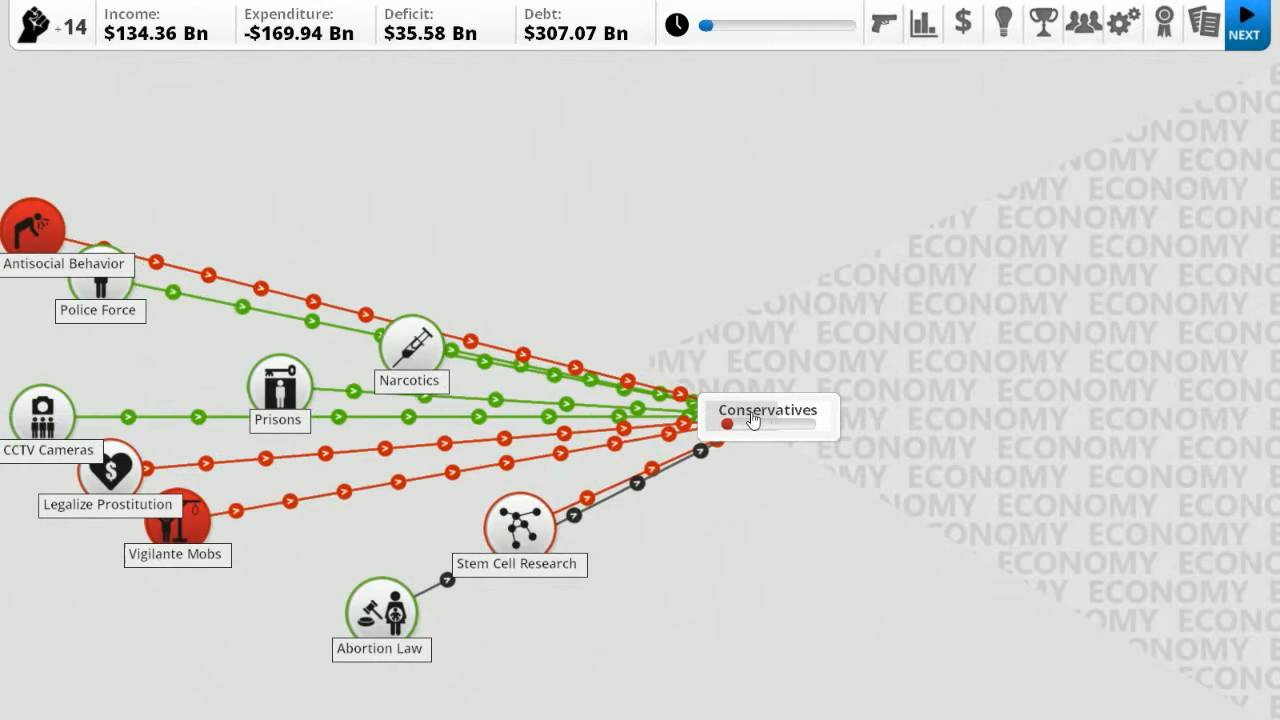 +14
Income:
$134.36 Bn
Expenditure:
-$169.94 Bn
Deficit:
$35.58 Bn
Debt:
$307.07 Bn
NEXT
Antisocial Behavior
Police Force
Narcotics
Prisons
CCTV Cameras
Legalize Prostitution
Vigilante Mobs
Stem Cell Research
Abortion Law
Conservatives
ECONOMY ECONOMY